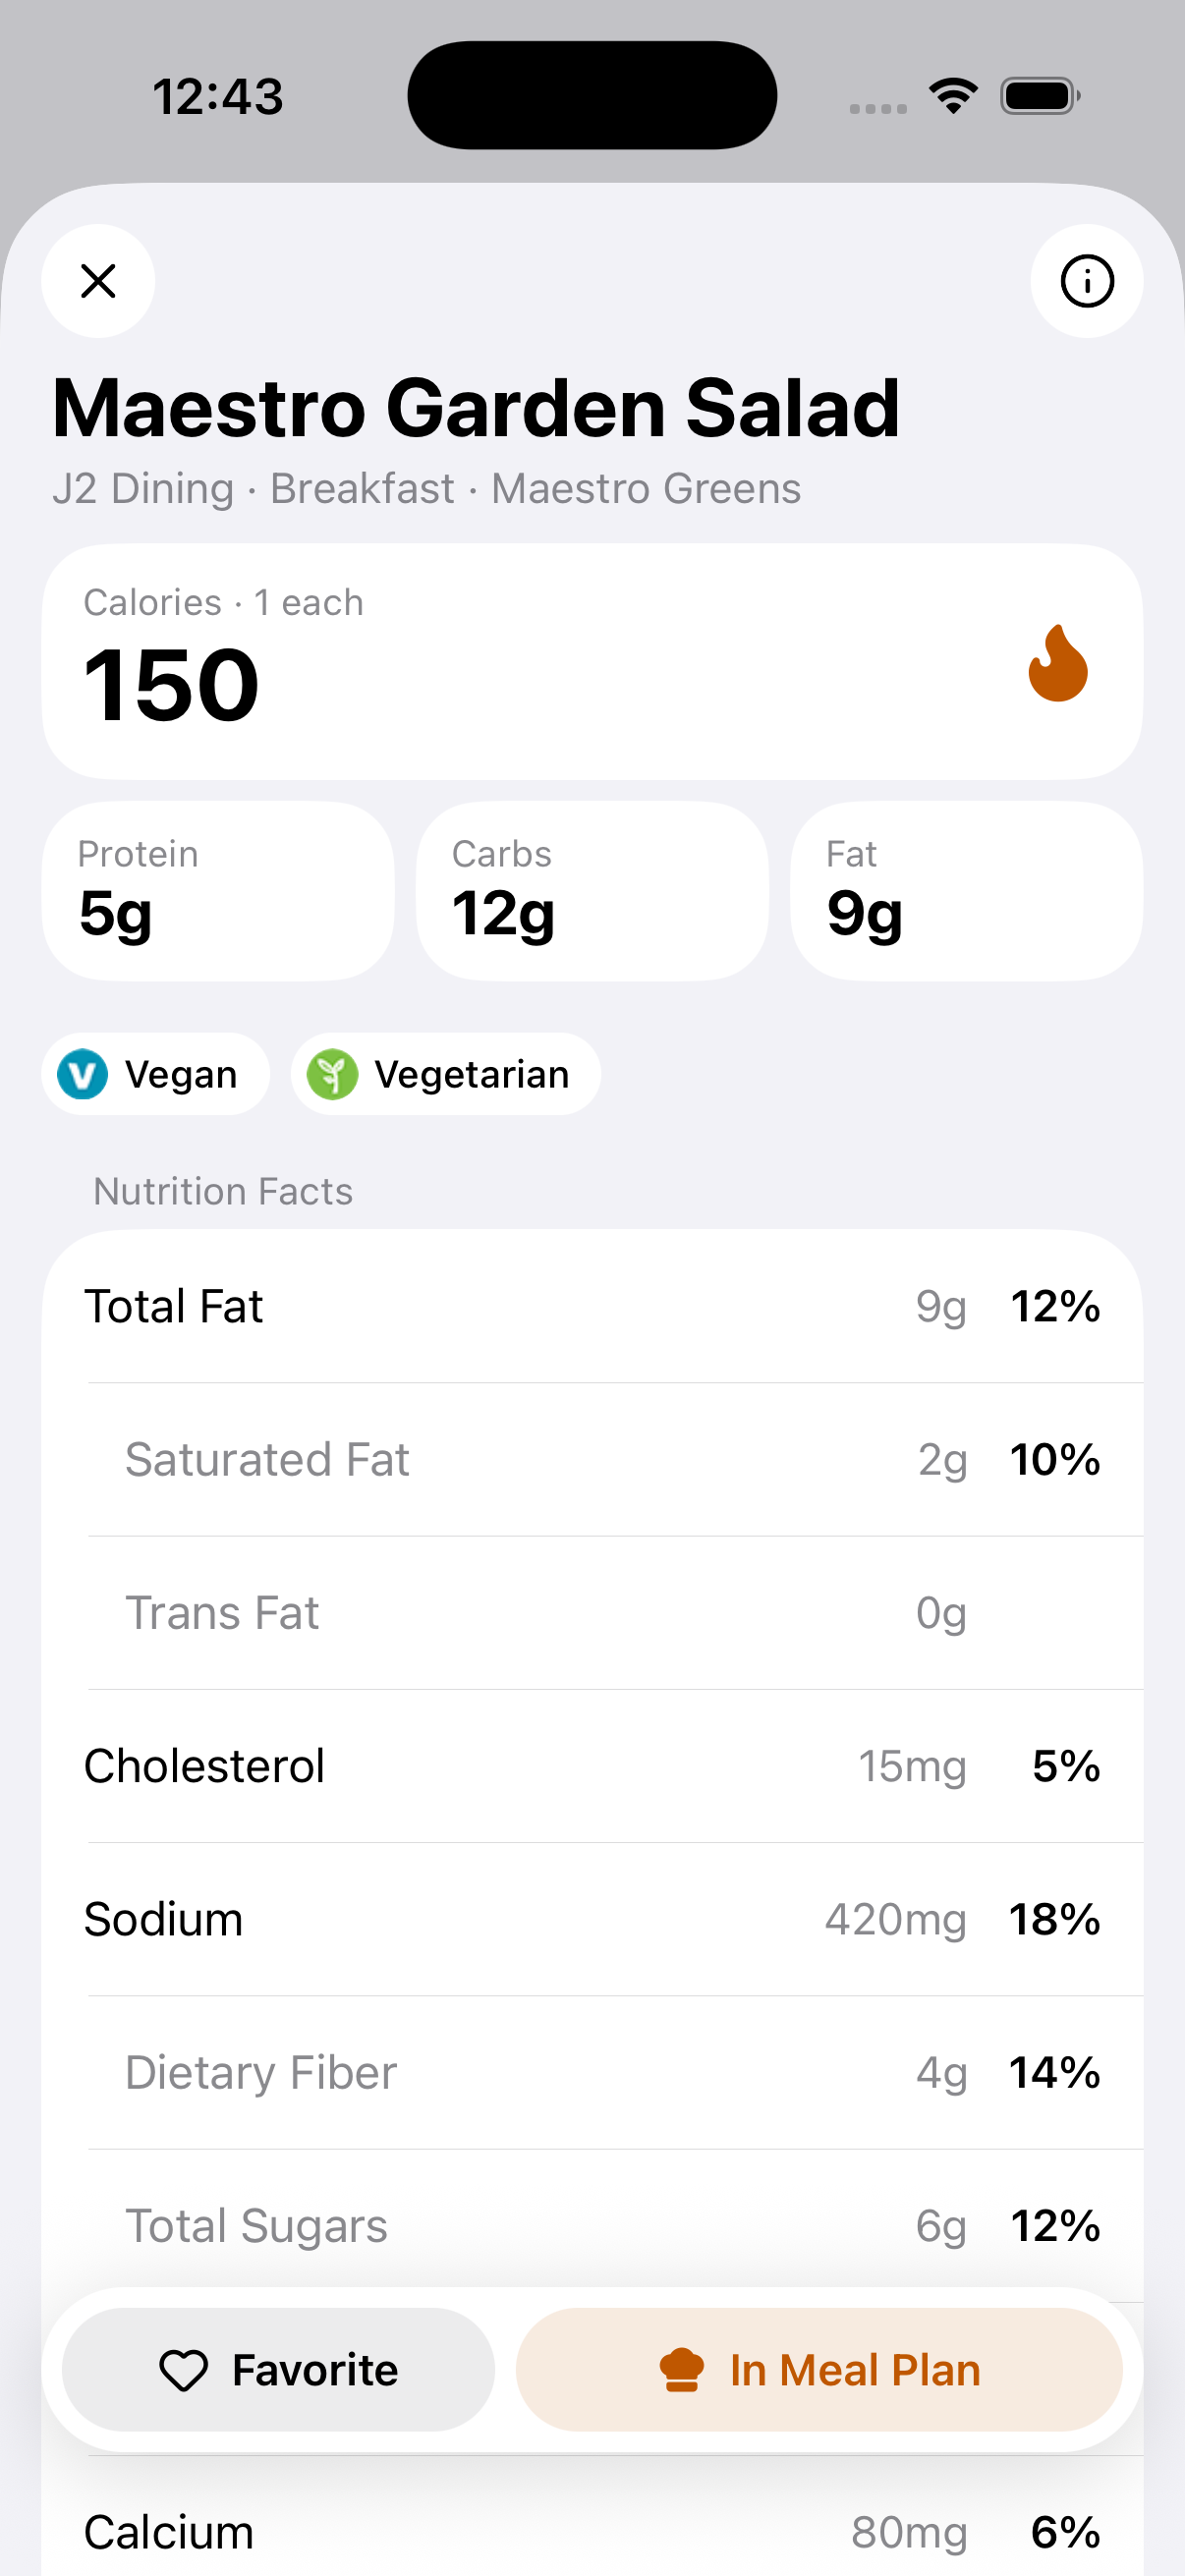 12:43
Maestro Garden Salad
J2 Dining · Breakfast · Maestro Greens
Calories · 1 each
150
Protein
5g
Carbs
12g
Fat
9g
V Vegan
Vegetarian
Nutrition Facts
Total Fat 9g 12%
Saturated Fat 2g 10%
Trans Fat 0g
Cholesterol 15mg 5%
Sodium 420mg 18%
Dietary Fiber 4g 14%
Total Sugars 6g 12%
Favorite
In Meal Plan
Calcium 80mg 6%